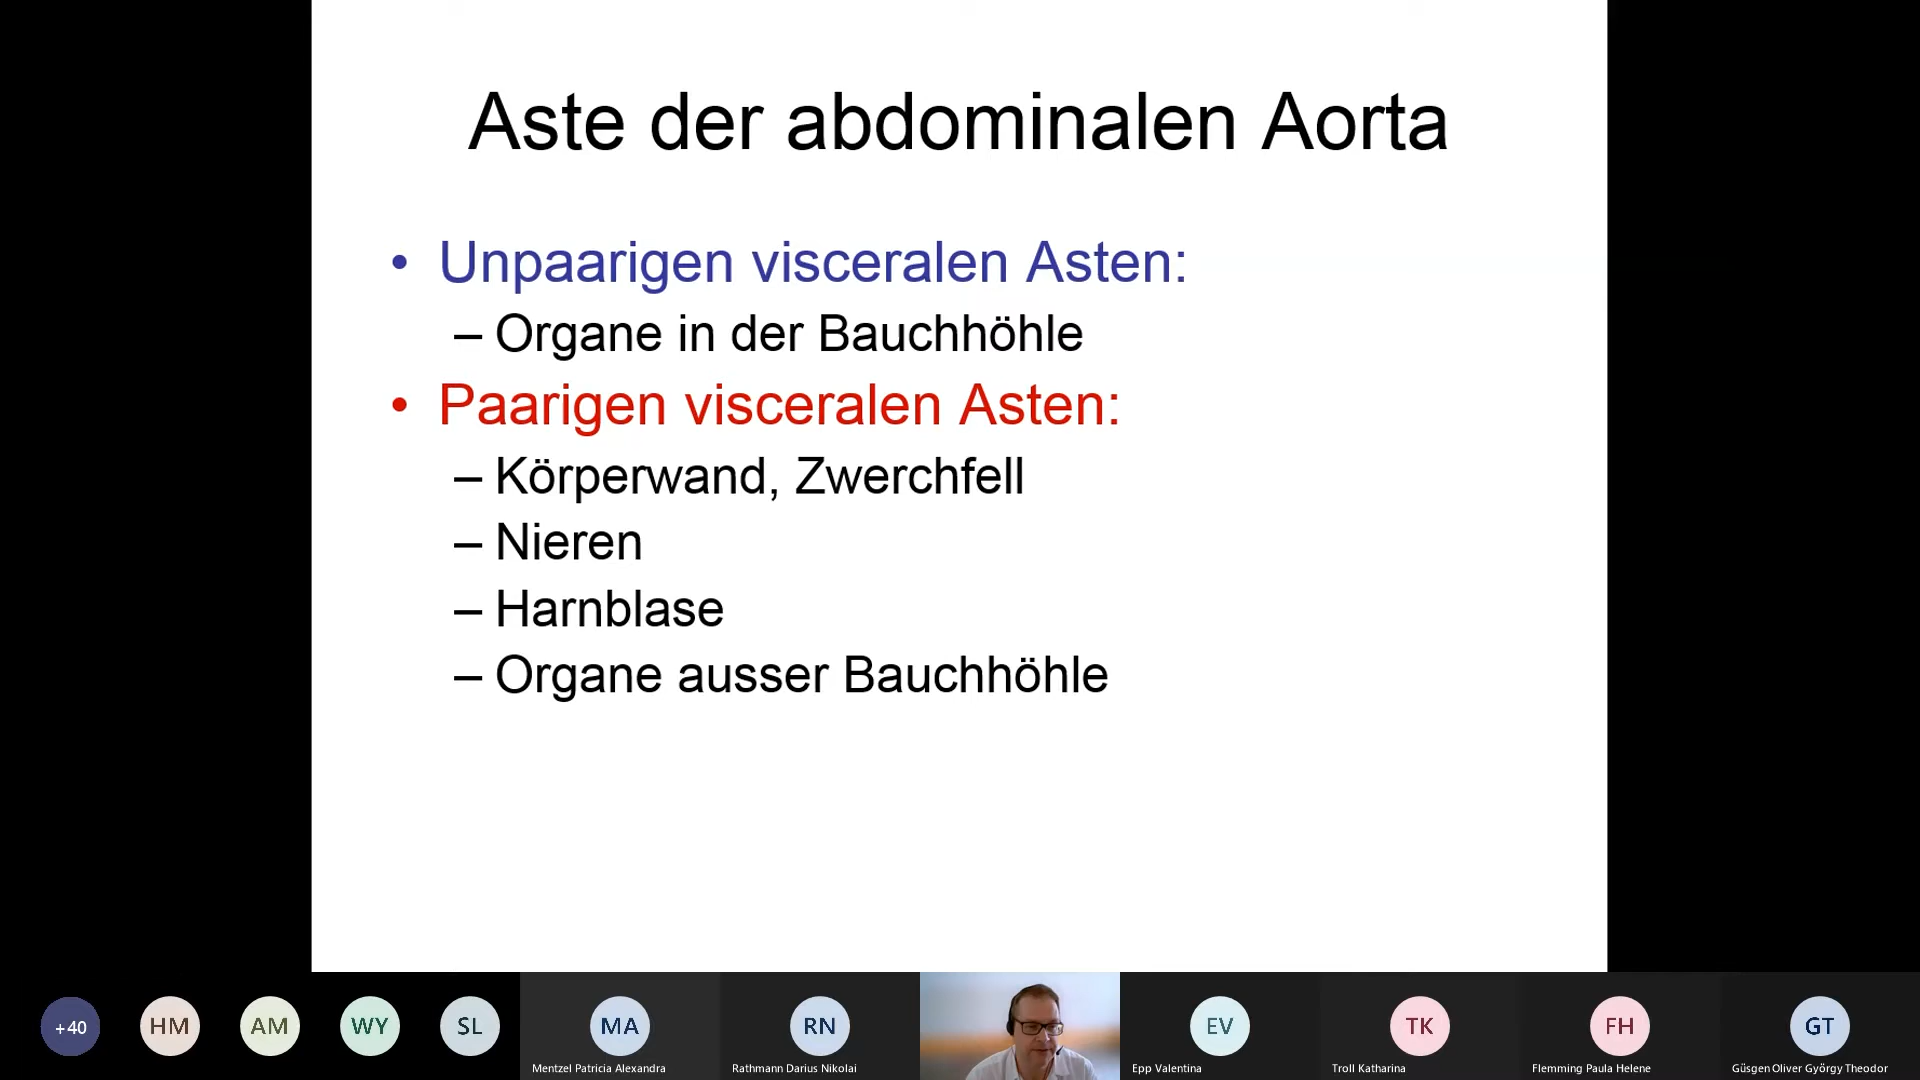 Aste der abdominalen Aorta
• Unpaarigen visceralen Asten:
– Organe in der Bauchhöhle
• Paarigen visceralen Asten:
– Körperwand, Zwerchfell
– Nieren
– Harnblase
– Organe ausser Bauchhöhle
+40 HM AM WY SL MA RN EV TK FH GT
Mentzel Patricia Alexandra Rathmann Darius Nikolai Epp Valentina Troll Katharina Flemming Paula Helene Güsgen Oliver György Theodor